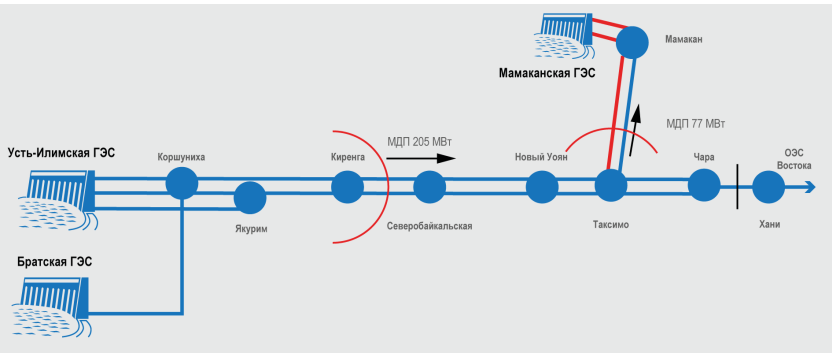 Мамакан
Мамаканская ГЭС
МДП 77 МВт
МДП 205 МВт
Усть-Илимская ГЭС
Коршуниха
Киренга
Новый Уоян
Чара
ОЭС
Востока
Якурим
Северобайкальская
Таксимо
Хани
Братская ГЭС